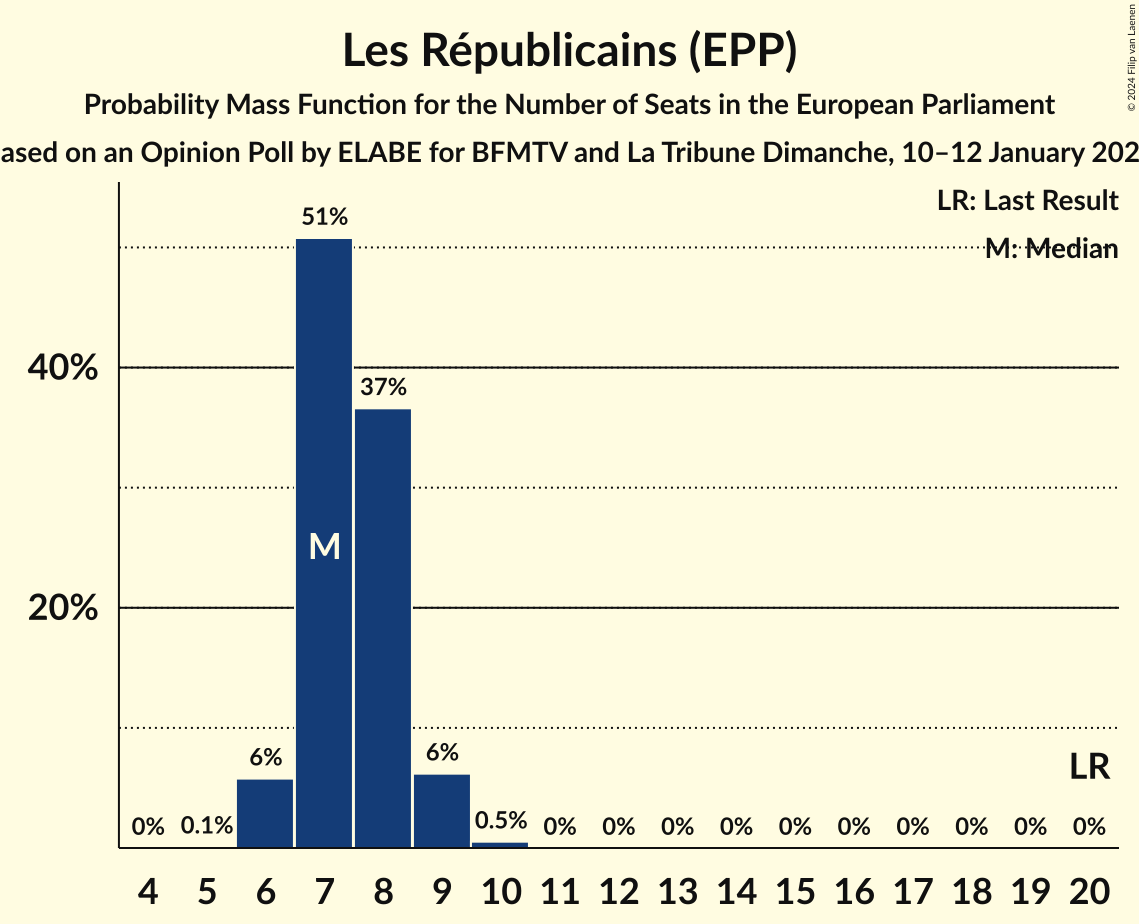 © 2024 Filip van Laenen
Les Républicains (EPP)
Probability Mass Function for the Number of Seats in the European Parliament
ased on an Opinion Poll by ELABE for BFMTV and La Tribune Dimanche, 10–12 January 202
LR: Last Result
M: Median
51%
40%
37%
M
20%
6%
6%
LR
0%
0.1%
0.5%
0%
0%
0%
0%
0%
0%
0%
0%
0%
0%
4 5 6 7 8 9 10 11 12 13 14 15 16 17 18 19 20